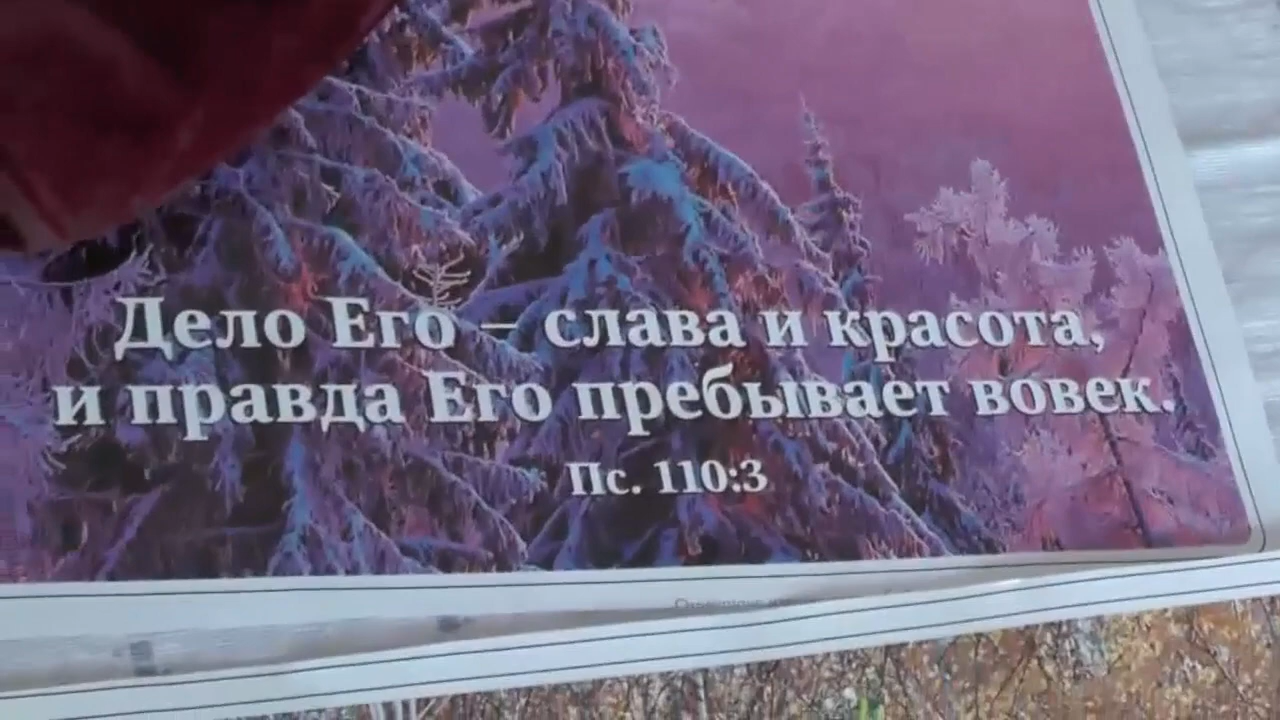 Дело Его – слава и красота,
и правда Его пребывает вовек.
Пс. 110:3